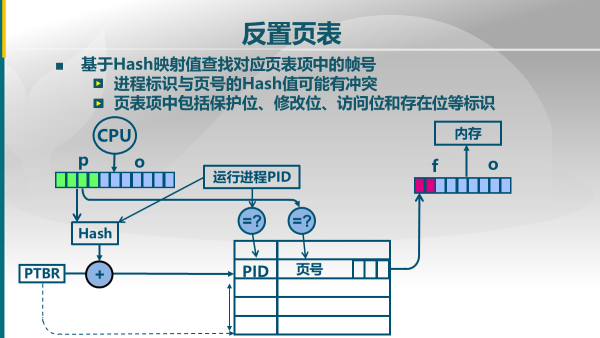 反置页表
基于Hash映射值查找对应页表项中的帧号
进程标识与页号的Hash值可能有冲突
页表项中包括保护位、修改位、访问位和存在位等标识
CPU
内存
p
o
f
o
运行进程PID
=?
=?
Hash
PTBR
+
PID
页号